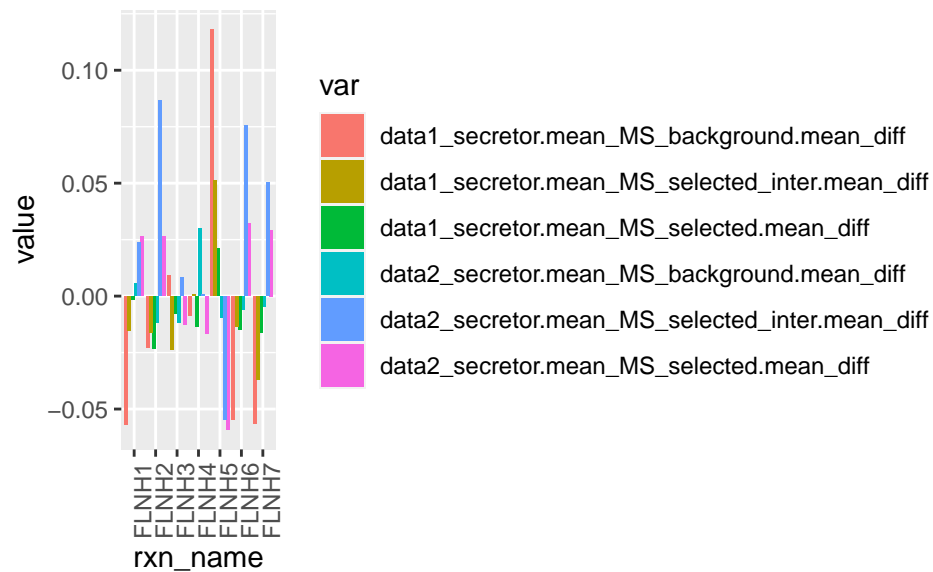 0.10
0.05
0.00
−0.05
value
FLNH1
FLNH2
FLNH3
FLNH4
FLNH5
FLNH6
FLNH7
rxn_name
var
data1_secretor.mean_MS_background.mean_diff
data1_secretor.mean_MS_selected_inter.mean_diff
data1_secretor.mean_MS_selected.mean_diff
data2_secretor.mean_MS_background.mean_diff
data2_secretor.mean_MS_selected_inter.mean_diff
data2_secretor.mean_MS_selected.mean_diff